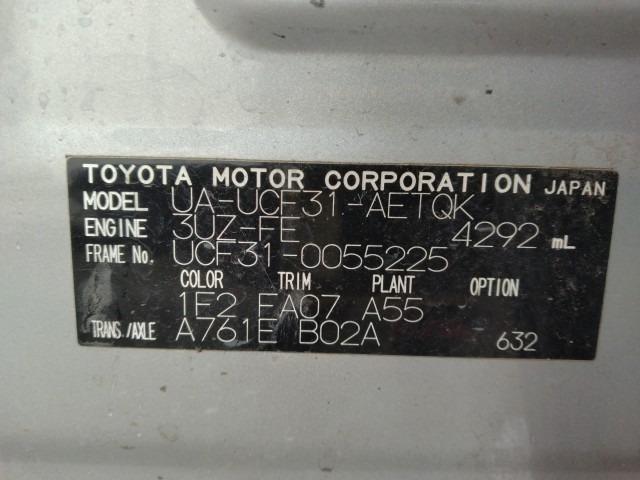 TOYOTA MOTOR CORPORATION JAPAN
MODEL UA-UCF31-AETQK
ENGINE 3UZ-FE 4292 mL
FRAME No. UCF31-0055225
COLOR TRIM PLANT OPTION
1E2 FA07 A55
TRANS./AXLE A761E B02A 632